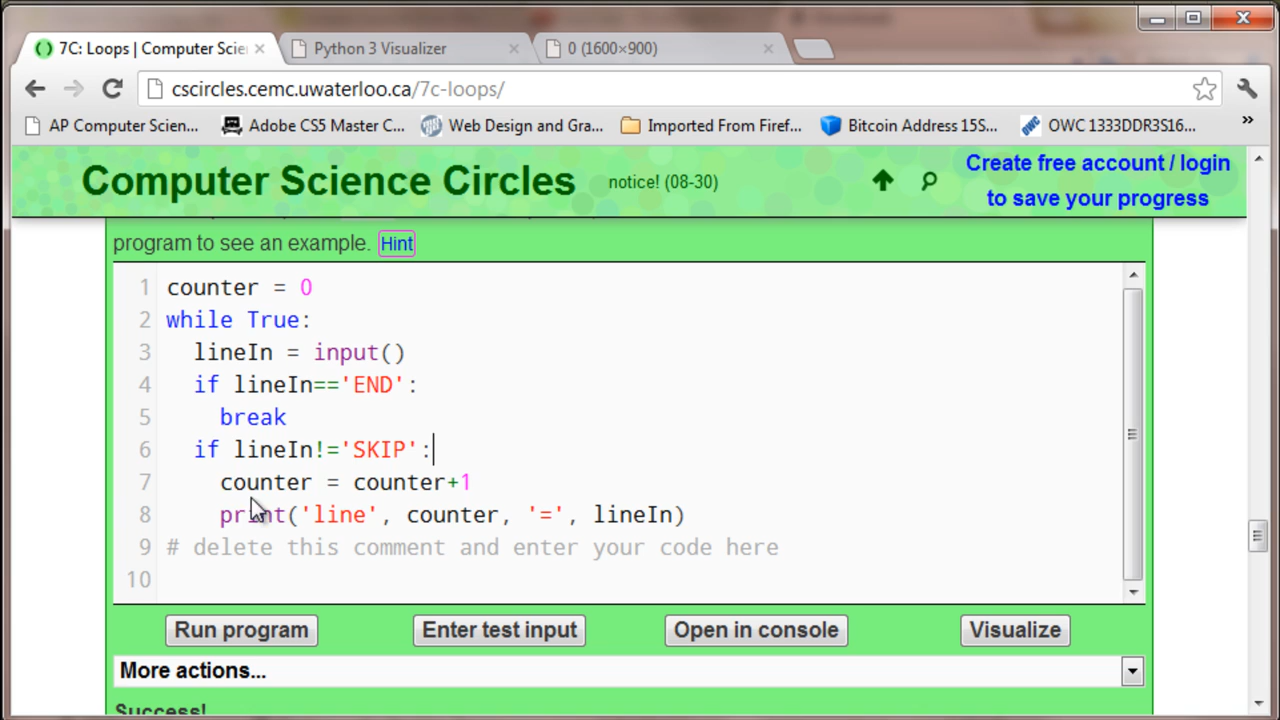 7C: Loops | Computer Scie
Python 3 Visualizer
0 (1600×900)
cscircles.cemc.uwaterloo.ca/7c-loops/
AP Computer Scien...
Adobe CS5 Master C...
Web Design and Gra...
Imported From Firef...
Bitcoin Address 15S...
OWC 1333DDR3S16...
»
Computer Science Circles
notice! (08-30)
Create free account / login
to save your progress
program to see an example. Hint
1 counter = 0
2 while True:
3   lineIn = input()
4   if lineIn=='END':
5     break
6   if lineIn!='SKIP':
7     counter = counter+1
8     print('line', counter, '=', lineIn)
9 # delete this comment and enter your code here
10
Run program
Enter test input
Open in console
Visualize
More actions...
Success!